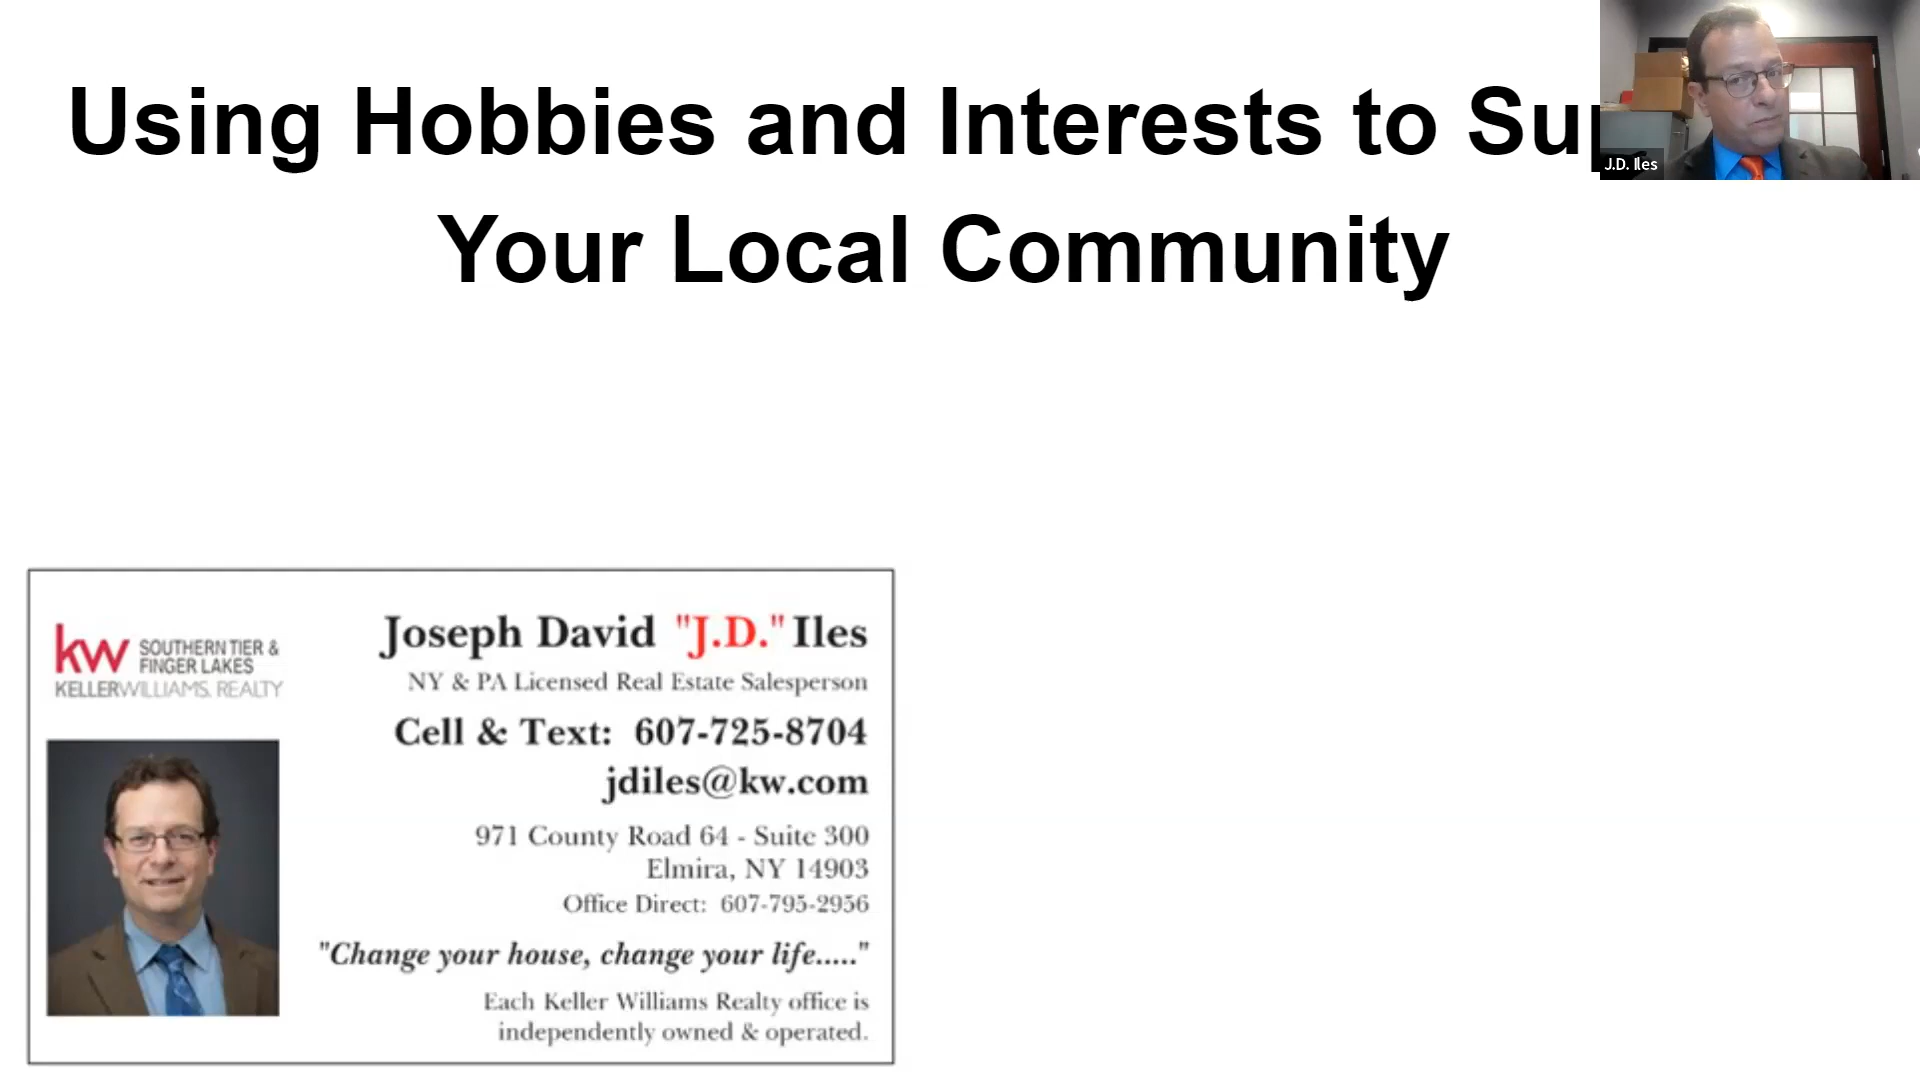 Using Hobbies and Interests to Sup
Your Local Community
J.D. Iles
kw SOUTHERN TIER &
FINGER LAKES
KELLERWILLIAMS. REALTY
Joseph David "J.D." Iles
NY & PA Licensed Real Estate Salesperson
Cell & Text: 607-725-8704
jdiles@kw.com
971 County Road 64 - Suite 300
Elmira, NY 14903
Office Direct: 607-795-2956
"Change your house, change your life....."
Each Keller Williams Realty office is
independently owned & operated.